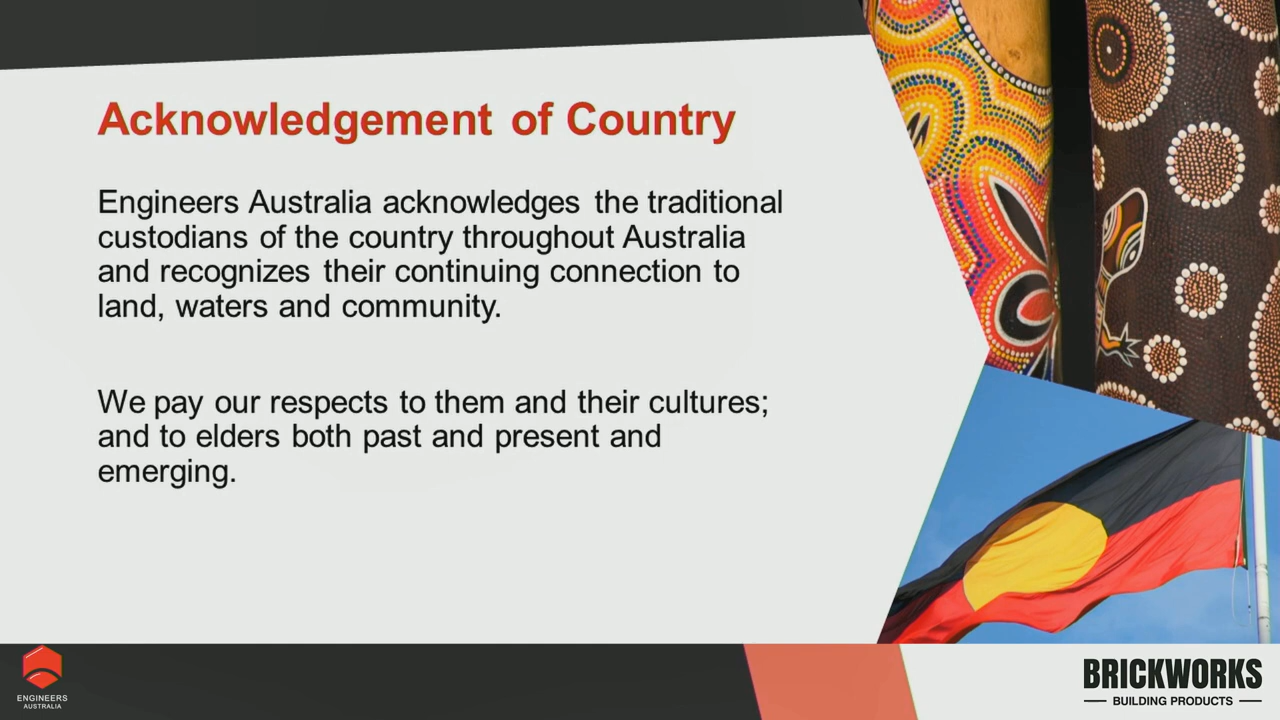 Acknowledgement of Country
Engineers Australia acknowledges the traditional
custodians of the country throughout Australia
and recognizes their continuing connection to
land, waters and community.
We pay our respects to them and their cultures;
and to elders both past and present and
emerging.
ENGINEERS
AUSTRALIA
BRICKWORKS
BUILDING PRODUCTS